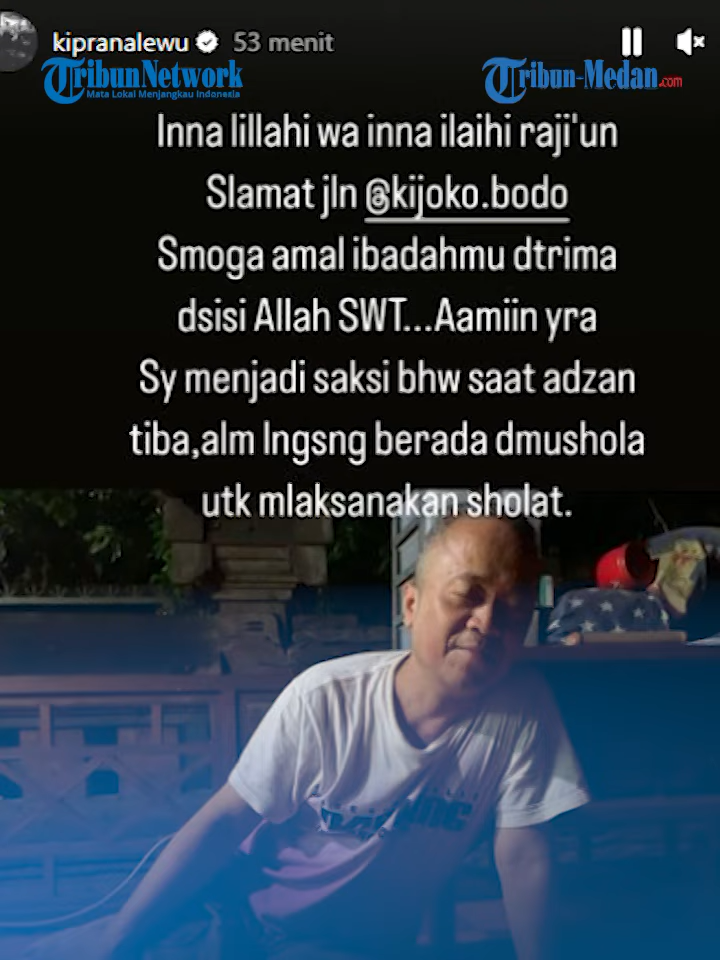 kipranalewu 53 menit
TribunNetwork
Mata Lokal Menjangkau Indonesia
Tribun-Medan.com
Inna lillahi wa inna ilaihi raji'un
Slamat jln @kijoko.bodo
Smoga amal ibadahmu dtrima
dsisi Allah SWT...Aamiin yra
Sy menjadi saksi bhw saat adzan
tiba,alm lngsng berada dmushola
utk mlaksanakan sholat.